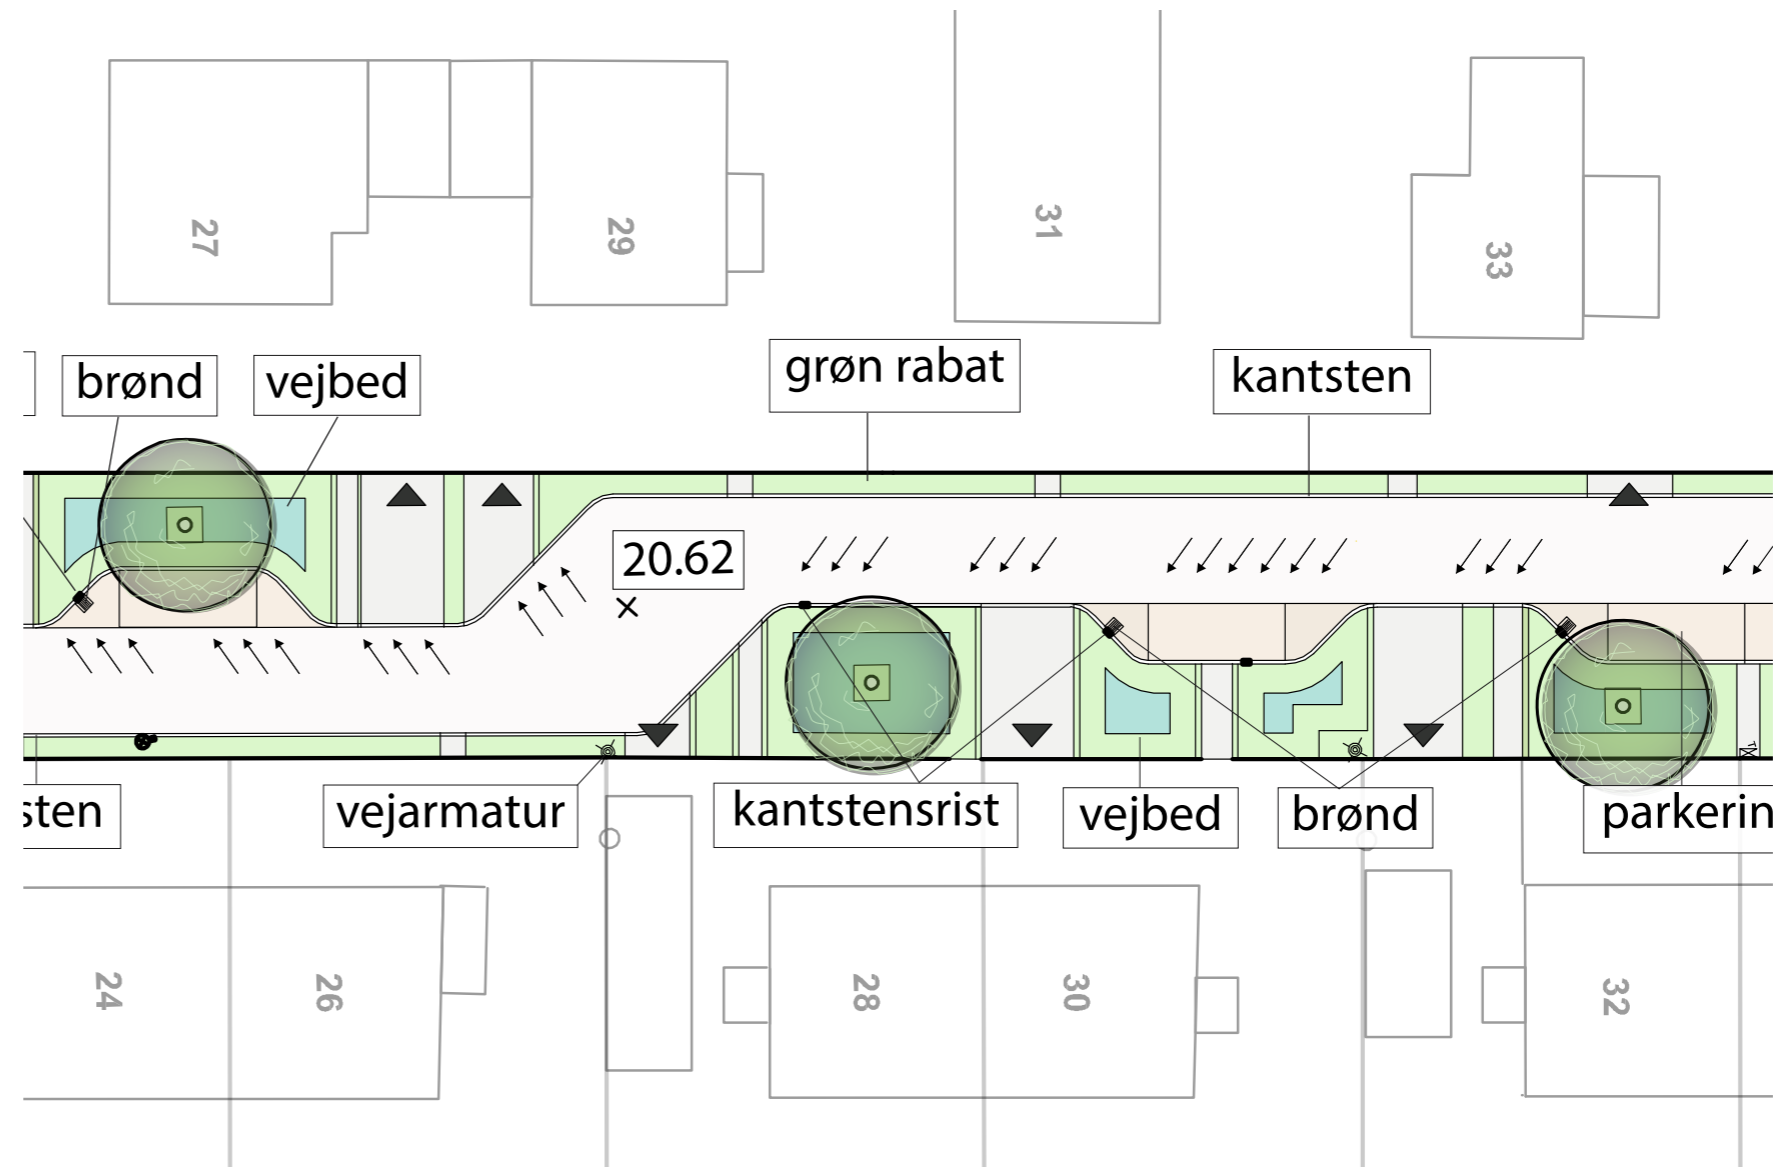 27
29
31
33
brønd
vejbed
grøn rabat
kantsten
20.62
sten
vejarmatur
kantstensrist
vejbed
brønd
parkerin
24
26
28
30
32